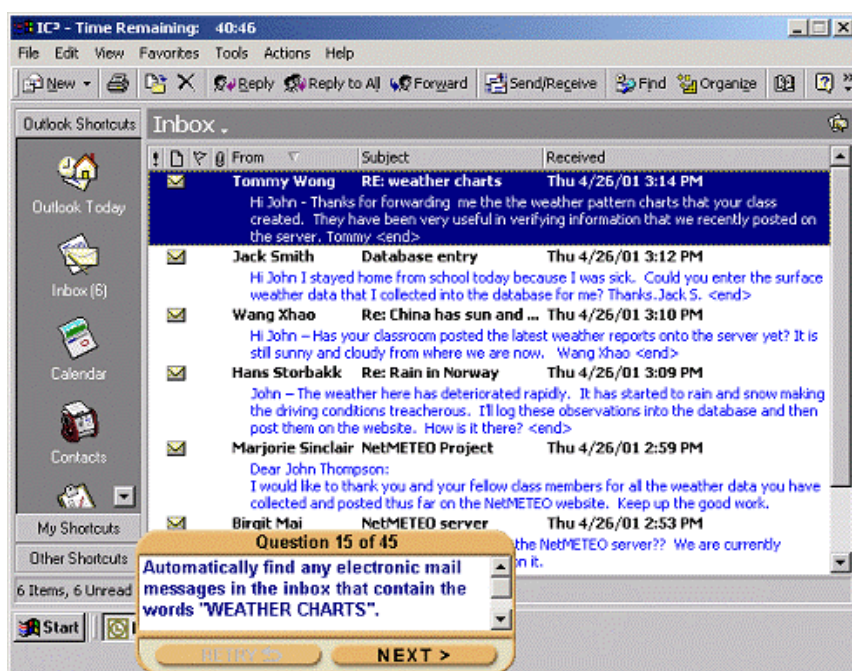 IC³ - Time Remaining: 40:46
File Edit View Favorites Tools Actions Help
New Reply Reply to All Forward Send/Receive Find Organize
Outlook Shortcuts
Inbox
! From Subject Received
Outlook Today
Inbox (6)
Calendar
Contacts
My Shortcuts
Other Shortcuts
Tommy Wong RE: weather charts Thu 4/26/01 3:14 PM
Hi John - Thanks for forwarding me the the weather pattern charts that your class
created. They have been very useful in verifying information that we recently posted on
the server. Tommy <end>
Jack Smith Database entry Thu 4/26/01 3:12 PM
Hi John I stayed home from school today because I was sick. Could you enter the surface
weather data that I collected into the database for me? Thanks.Jack S. <end>
Wang Xhao Re: China has sun and ... Thu 4/26/01 3:10 PM
Hi John – Has your classroom posted the latest weather reports onto the server yet? It is
still sunny and cloudy from where we are now. Wang Xhao <end>
Hans Storbakk Re: Rain in Norway Thu 4/26/01 3:09 PM
John – The weather here has deteriorated rapidly. It has started to rain and snow making
the driving conditions treacherous. I'll log these observations into the database and then
post them on the website. How is it there? <end>
Marjorie Sinclair NetMETEO Project Thu 4/26/01 2:59 PM
Dear John Thompson:
I would like to thank you and your fellow class members for all the weather data you have
collected and posted thus far on the NetMETEO website. Keep up the good work.
Birgit Mai NetMETEO server Thu 4/26/01 2:53 PM
the NetMETEO server?? We are currently
on it.
6 Items, 6 Unread
Question 15 of 45
Automatically find any electronic mail
messages in the inbox that contain the
words "WEATHER CHARTS".
NEXT >
Start